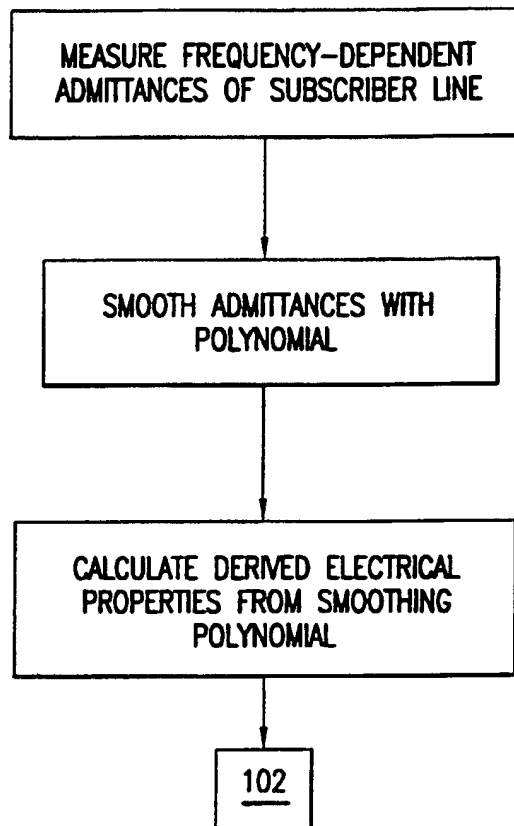 MEASURE FREQUENCY-DEPENDENT
ADMITTANCES OF SUBSCRIBER LINE
SMOOTH ADMITTANCES WITH
POLYNOMIAL
CALCULATE DERIVED ELECTRICAL
PROPERTIES FROM SMOOTHING
POLYNOMIAL
102